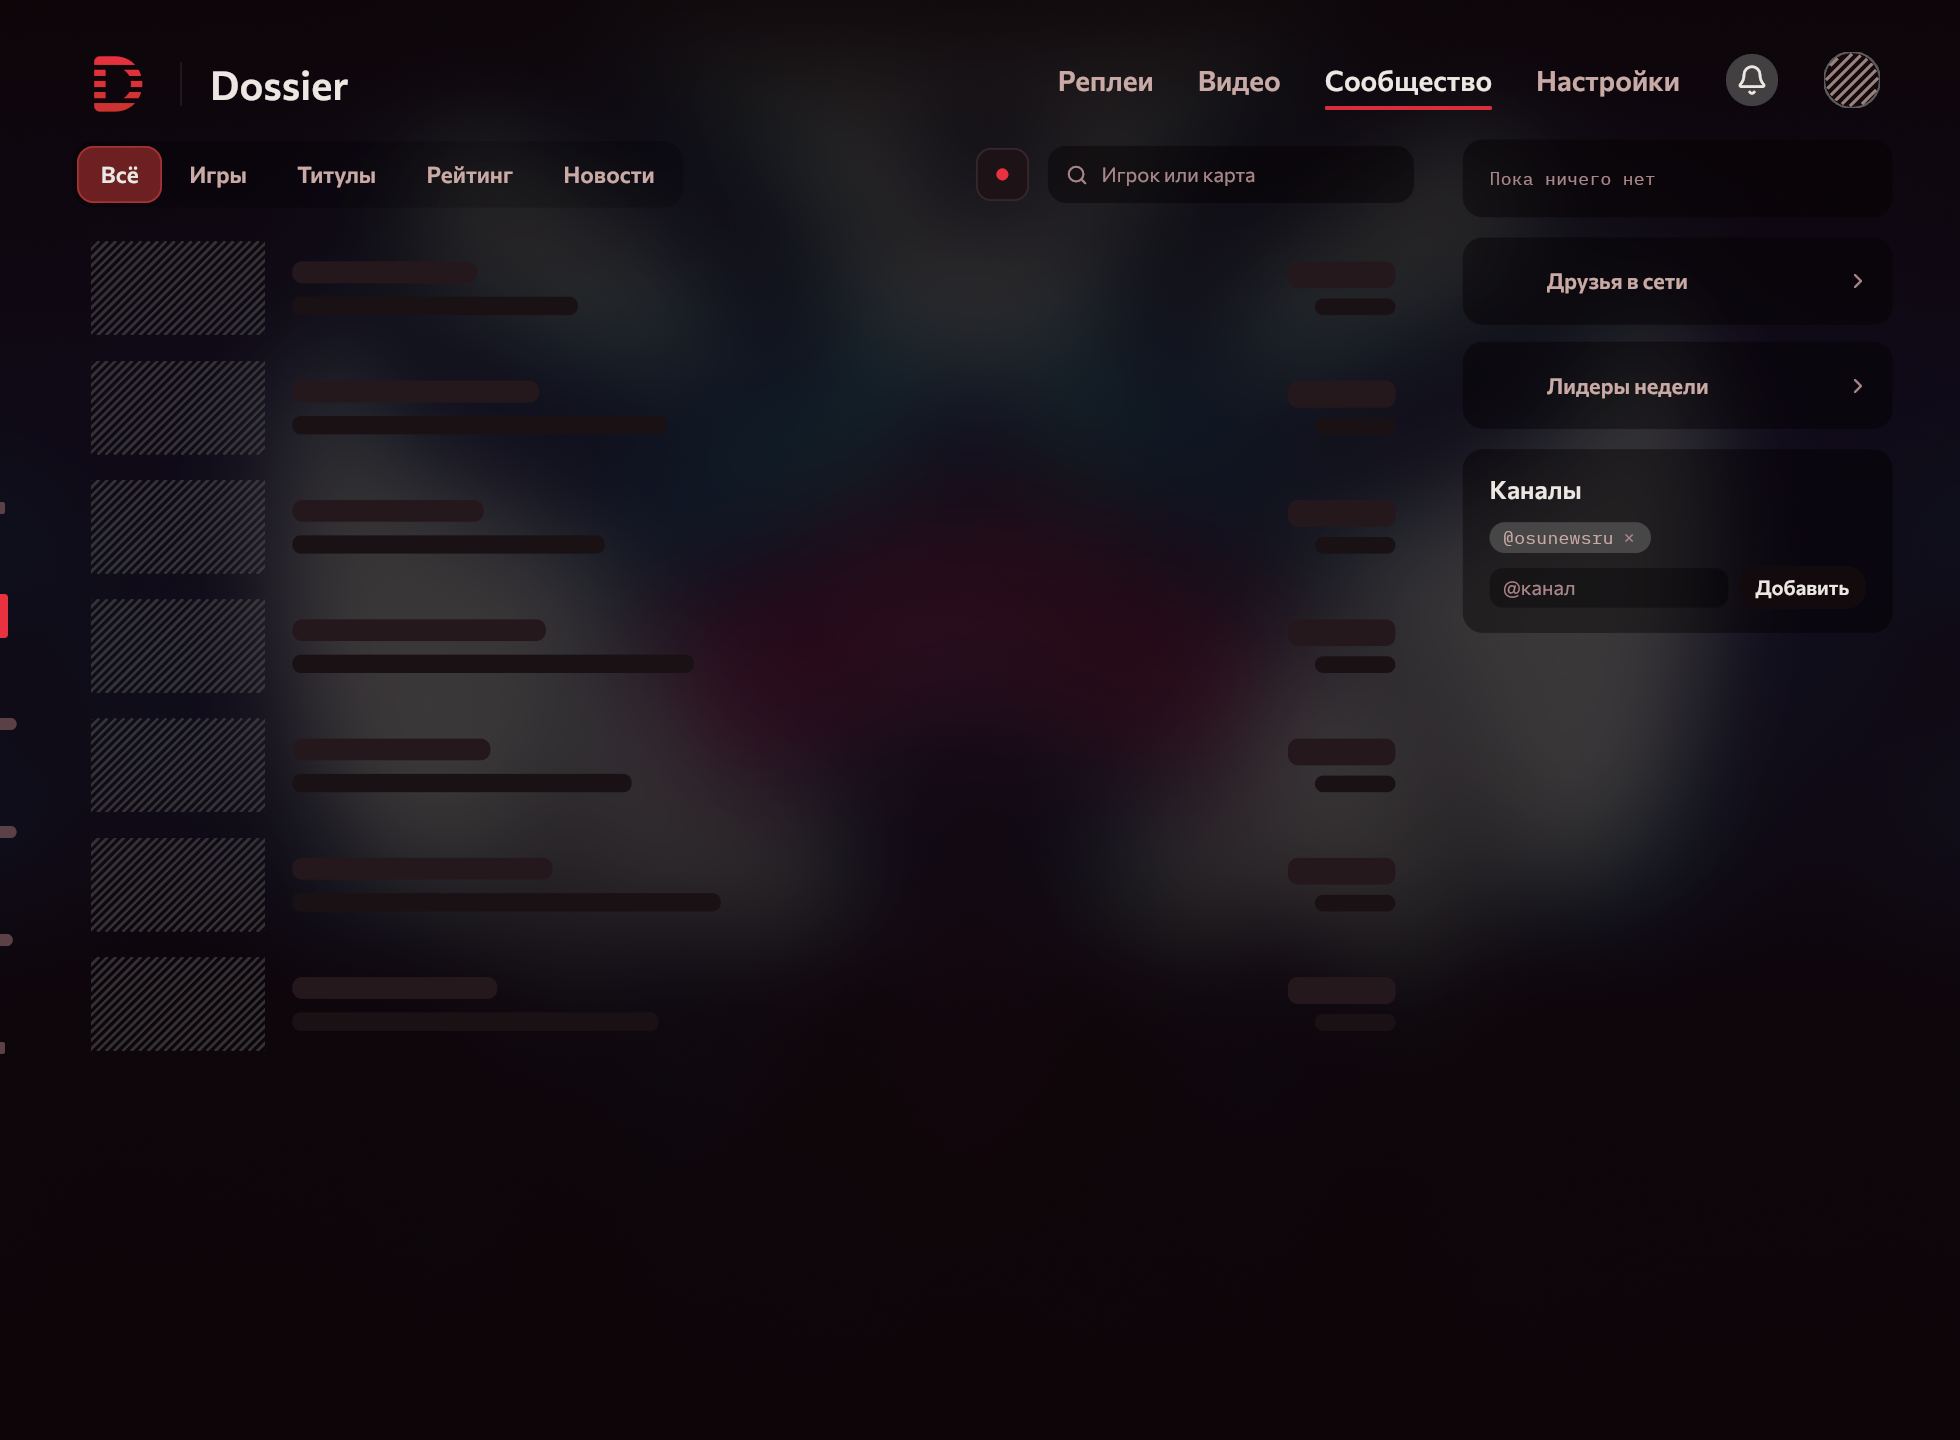 Dossier
Реплеи
Видео
Сообщество
Настройки
Всё
Игры
Титулы
Рейтинг
Новости
Игрок или карта
Пока ничего нет
Друзья в сети
Лидеры недели
Каналы
@osunewsru ×
@канал
Добавить